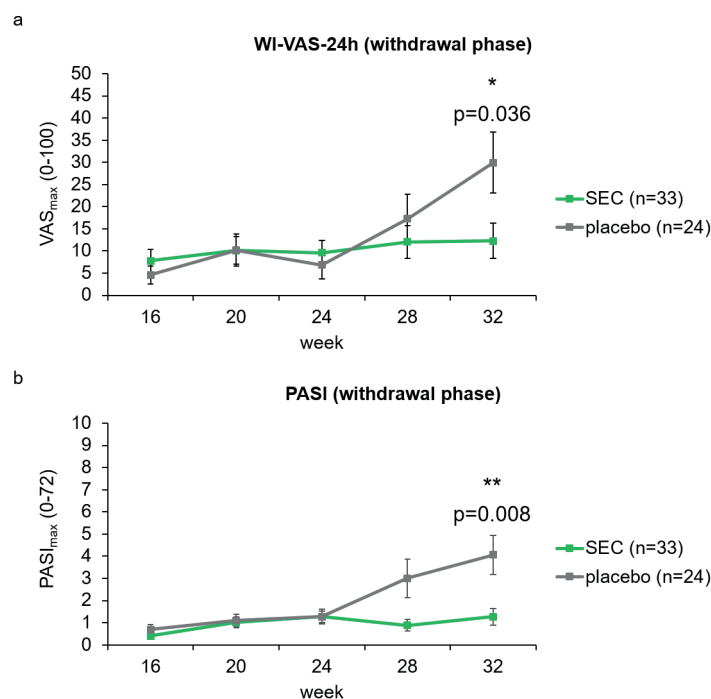 a
WI-VAS-24h (withdrawal phase)
50
45
40
35
30
25
20
15
10
5
0
VASmax (0-100)
*
p=0.036
SEC (n=33)
placebo (n=24)
16 20 24 28 32
week
b
PASI (withdrawal phase)
10
9
8
7
6
5
4
3
2
1
0
PASImax (0-72)
**
p=0.008
SEC (n=33)
placebo (n=24)
16 20 24 28 32
week